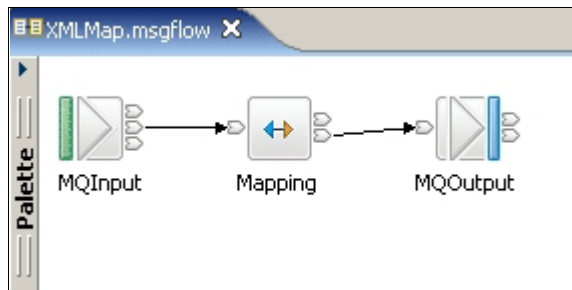 XMLMap.msgflow
Palette
MQInput
Mapping
MQOutput